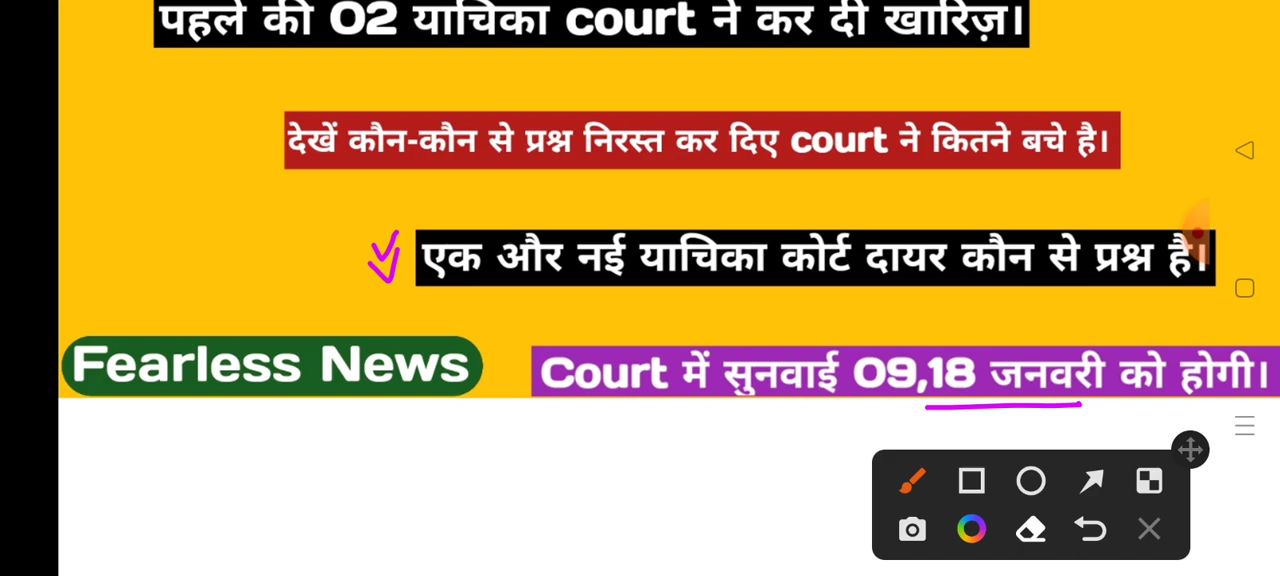 पहले की 02 याचिका court ने कर दी खारिज़।
देखें कौन-कौन से प्रश्न निरस्त कर दिए court ने कितने बचे है।
एक और नई याचिका कोर्ट दायर कौन से प्रश्न है।
Fearless News
Court में सुनवाई 09,18 जनवरी को होगी।